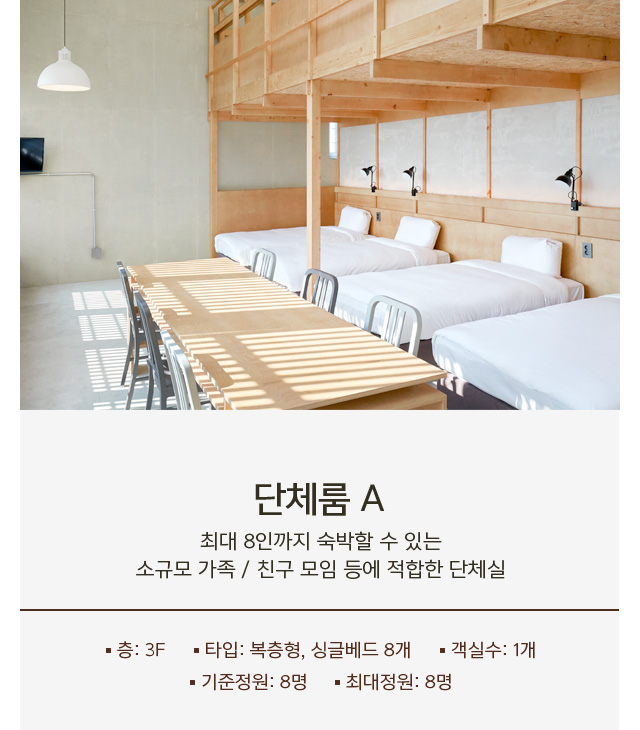 단체룸 A
최대 8인까지 숙박할 수 있는
소규모 가족 / 친구 모임 등에 적합한 단체실
▪ 층: 3F ▪ 타입: 복층형, 싱글베드 8개 ▪ 객실수: 1개
▪ 기준정원: 8명 ▪ 최대정원: 8명